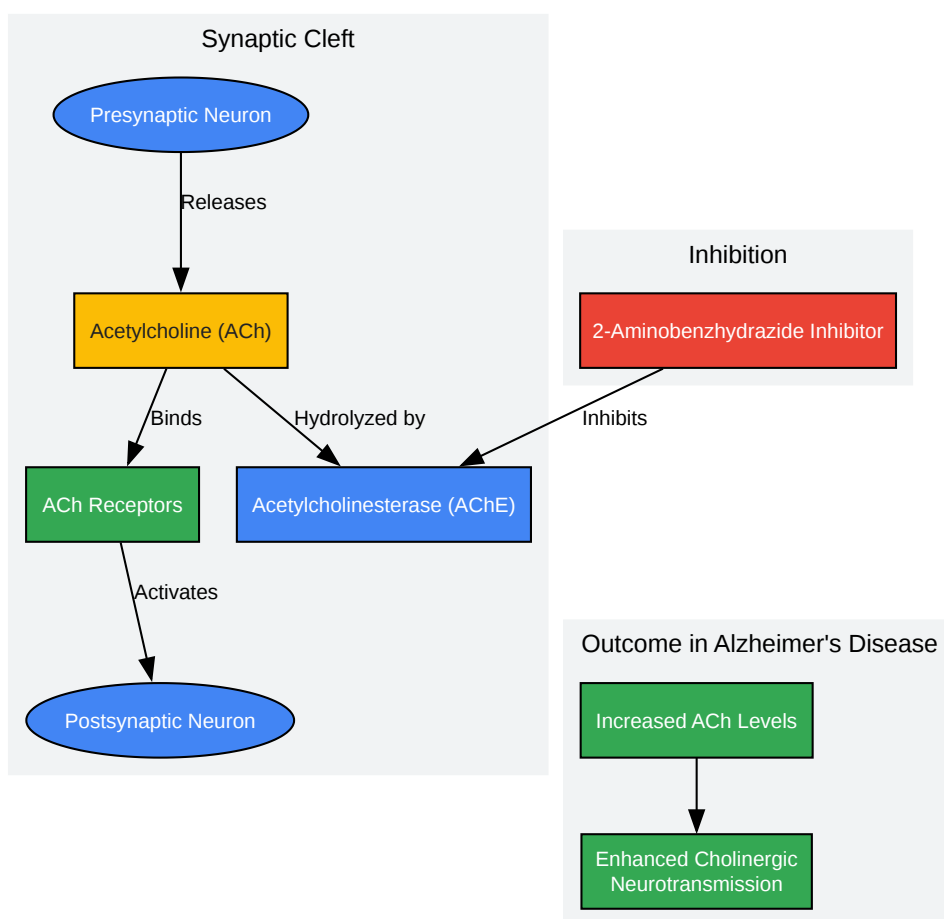 Synaptic Cleft
Presynaptic Neuron
Releases
Acetylcholine (ACh)
Binds
Hydrolyzed by
ACh Receptors
Acetylcholinesterase (AChE)
Activates
Postsynaptic Neuron
Inhibition
2-Aminobenzhydrazide Inhibitor
Inhibits
Outcome in Alzheimer's Disease
Increased ACh Levels
Enhanced Cholinergic
Neurotransmission